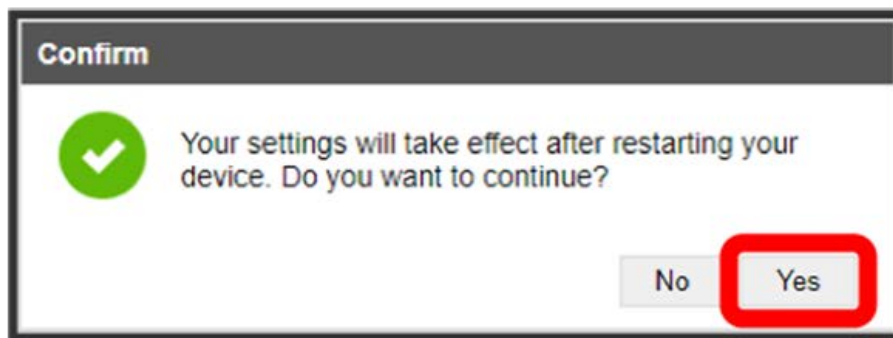 Confirm
Your settings will take effect after restarting your
device. Do you want to continue?
No
Yes